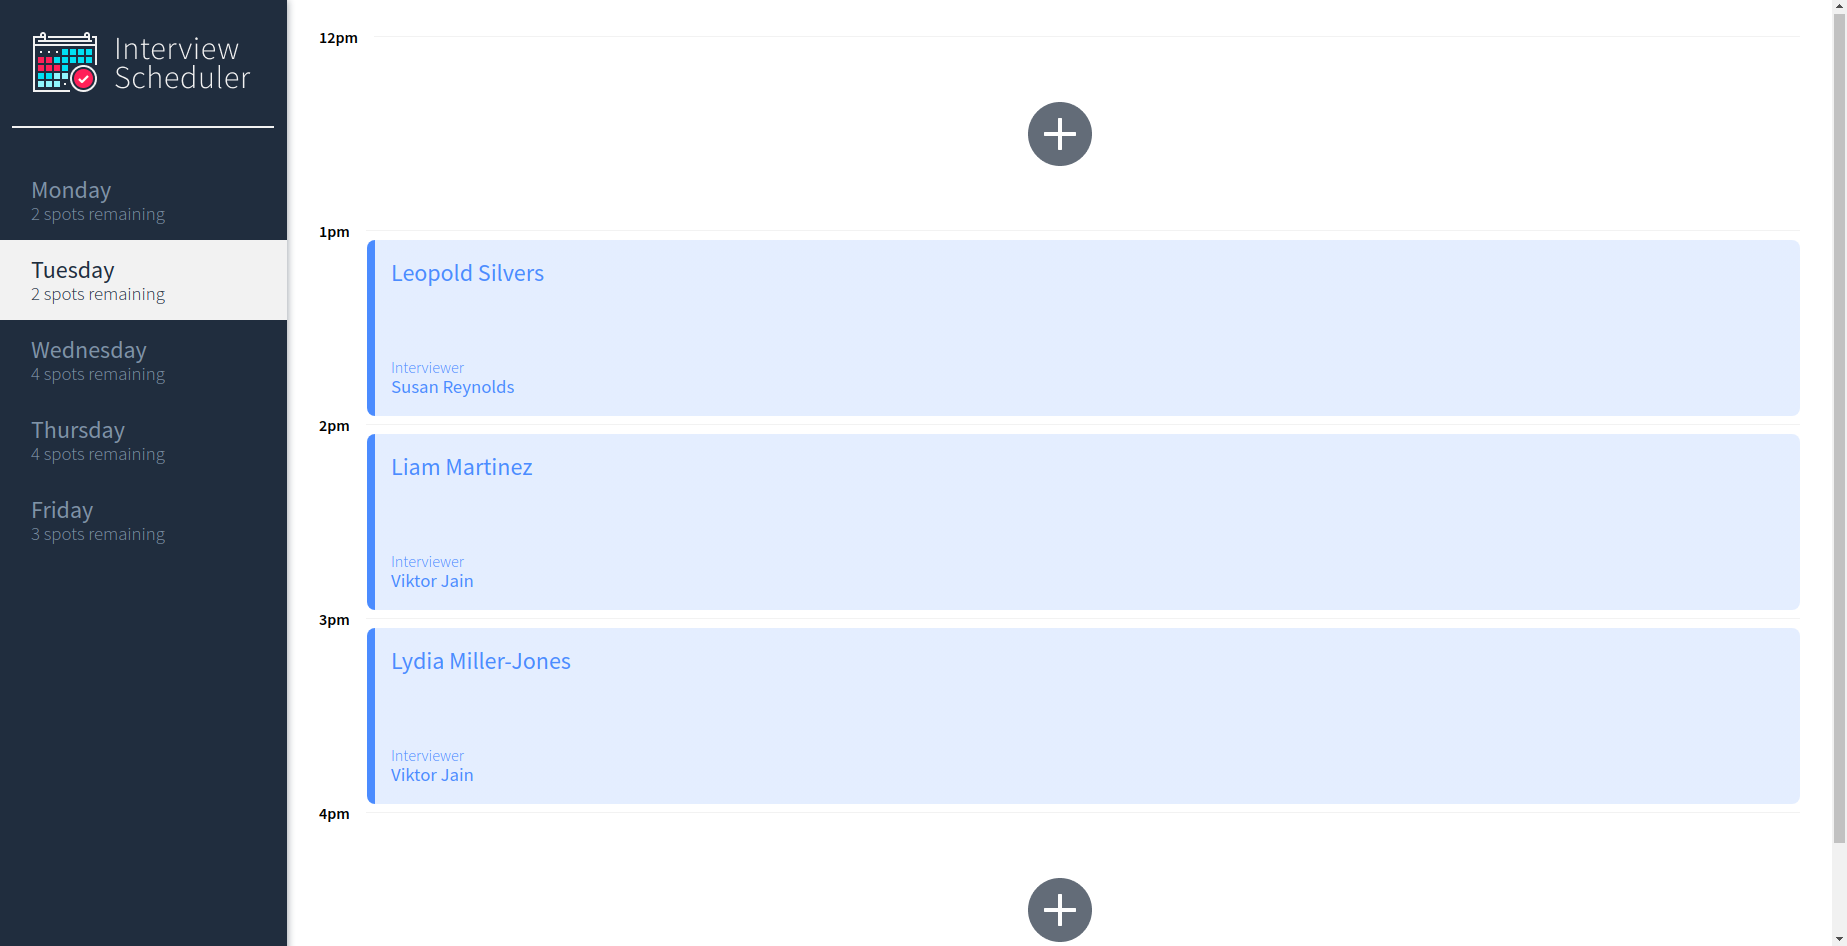 Interview
Scheduler
Monday
2 spots remaining
Tuesday
2 spots remaining
Wednesday
4 spots remaining
Thursday
4 spots remaining
Friday
3 spots remaining
12pm
1pm
Leopold Silvers
Interviewer
Susan Reynolds
2pm
Liam Martinez
Interviewer
Viktor Jain
3pm
Lydia Miller-Jones
Interviewer
Viktor Jain
4pm